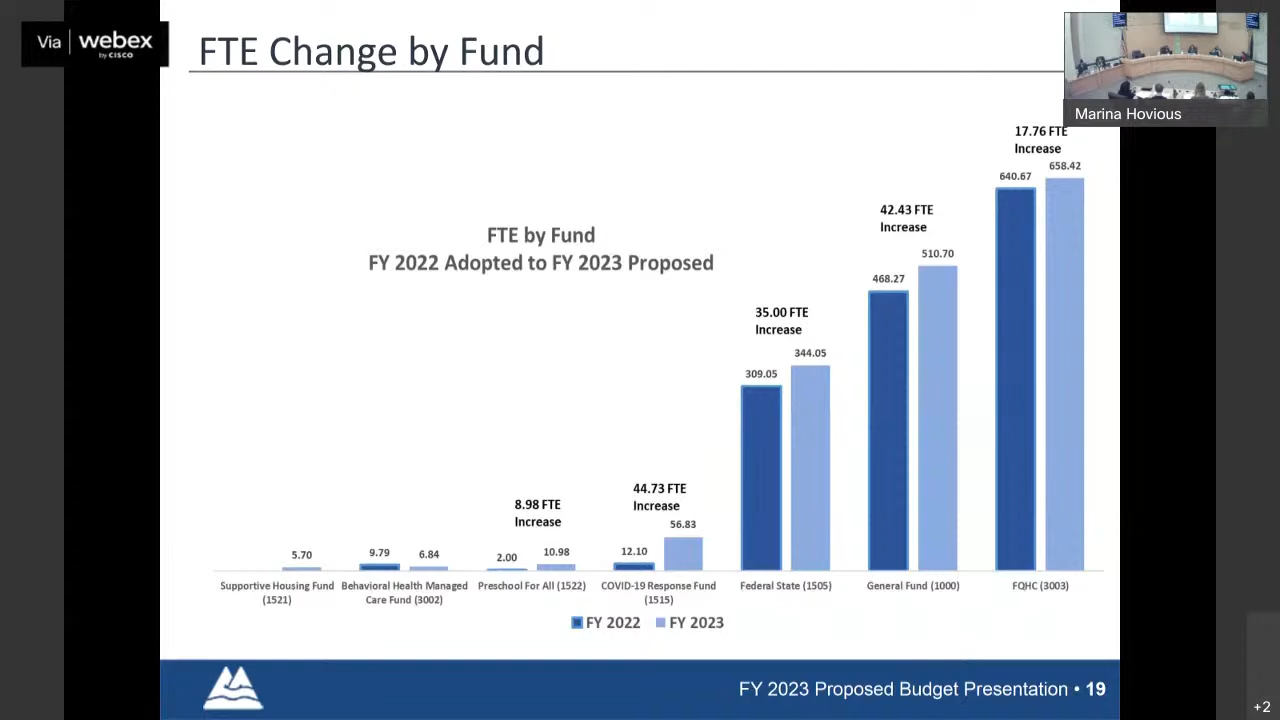 Via webex
by CISCO
FTE Change by Fund
Marina Hovious
17.76 FTE
Increase
640.67
658.42
42.43 FTE
Increase
468.27
510.70
FTE by Fund
FY 2022 Adopted to FY 2023 Proposed
35.00 FTE
Increase
309.05
344.05
44.73 FTE
Increase
12.10
56.83
8.98 FTE
Increase
2.00
10.98
9.79
6.84
5.70
Supportive Housing Fund
(1521)
Behavioral Health Managed
Care Fund (3002)
Preschool For All (1522)
COVID-19 Response Fund
(1515)
Federal State (1505)
General Fund (1000)
FQHC (3003)
FY 2022
FY 2023
FY 2023 Proposed Budget Presentation • 19
+2